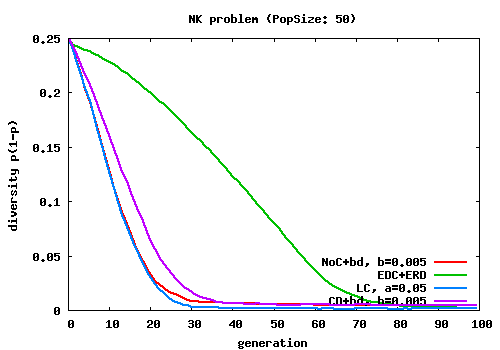 NK problem (PopSize: 50)
0.25
0.2
0.15
0.1
0.05
0
diversity p(1-p)
NoC+bd, b=0.005
EDC+ERD
LC, a=0.05
CD+bd, b=0.005
0 10 20 30 40 50 60 70 80 90 100
generation